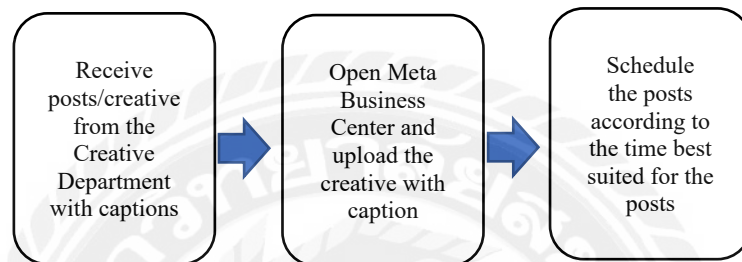 Receive
posts/creative
from the
Creative
Department
with captions
Open Meta
Business
Center and
upload the
creative with
caption
Schedule
the posts
according to
the time best
suited for the
posts